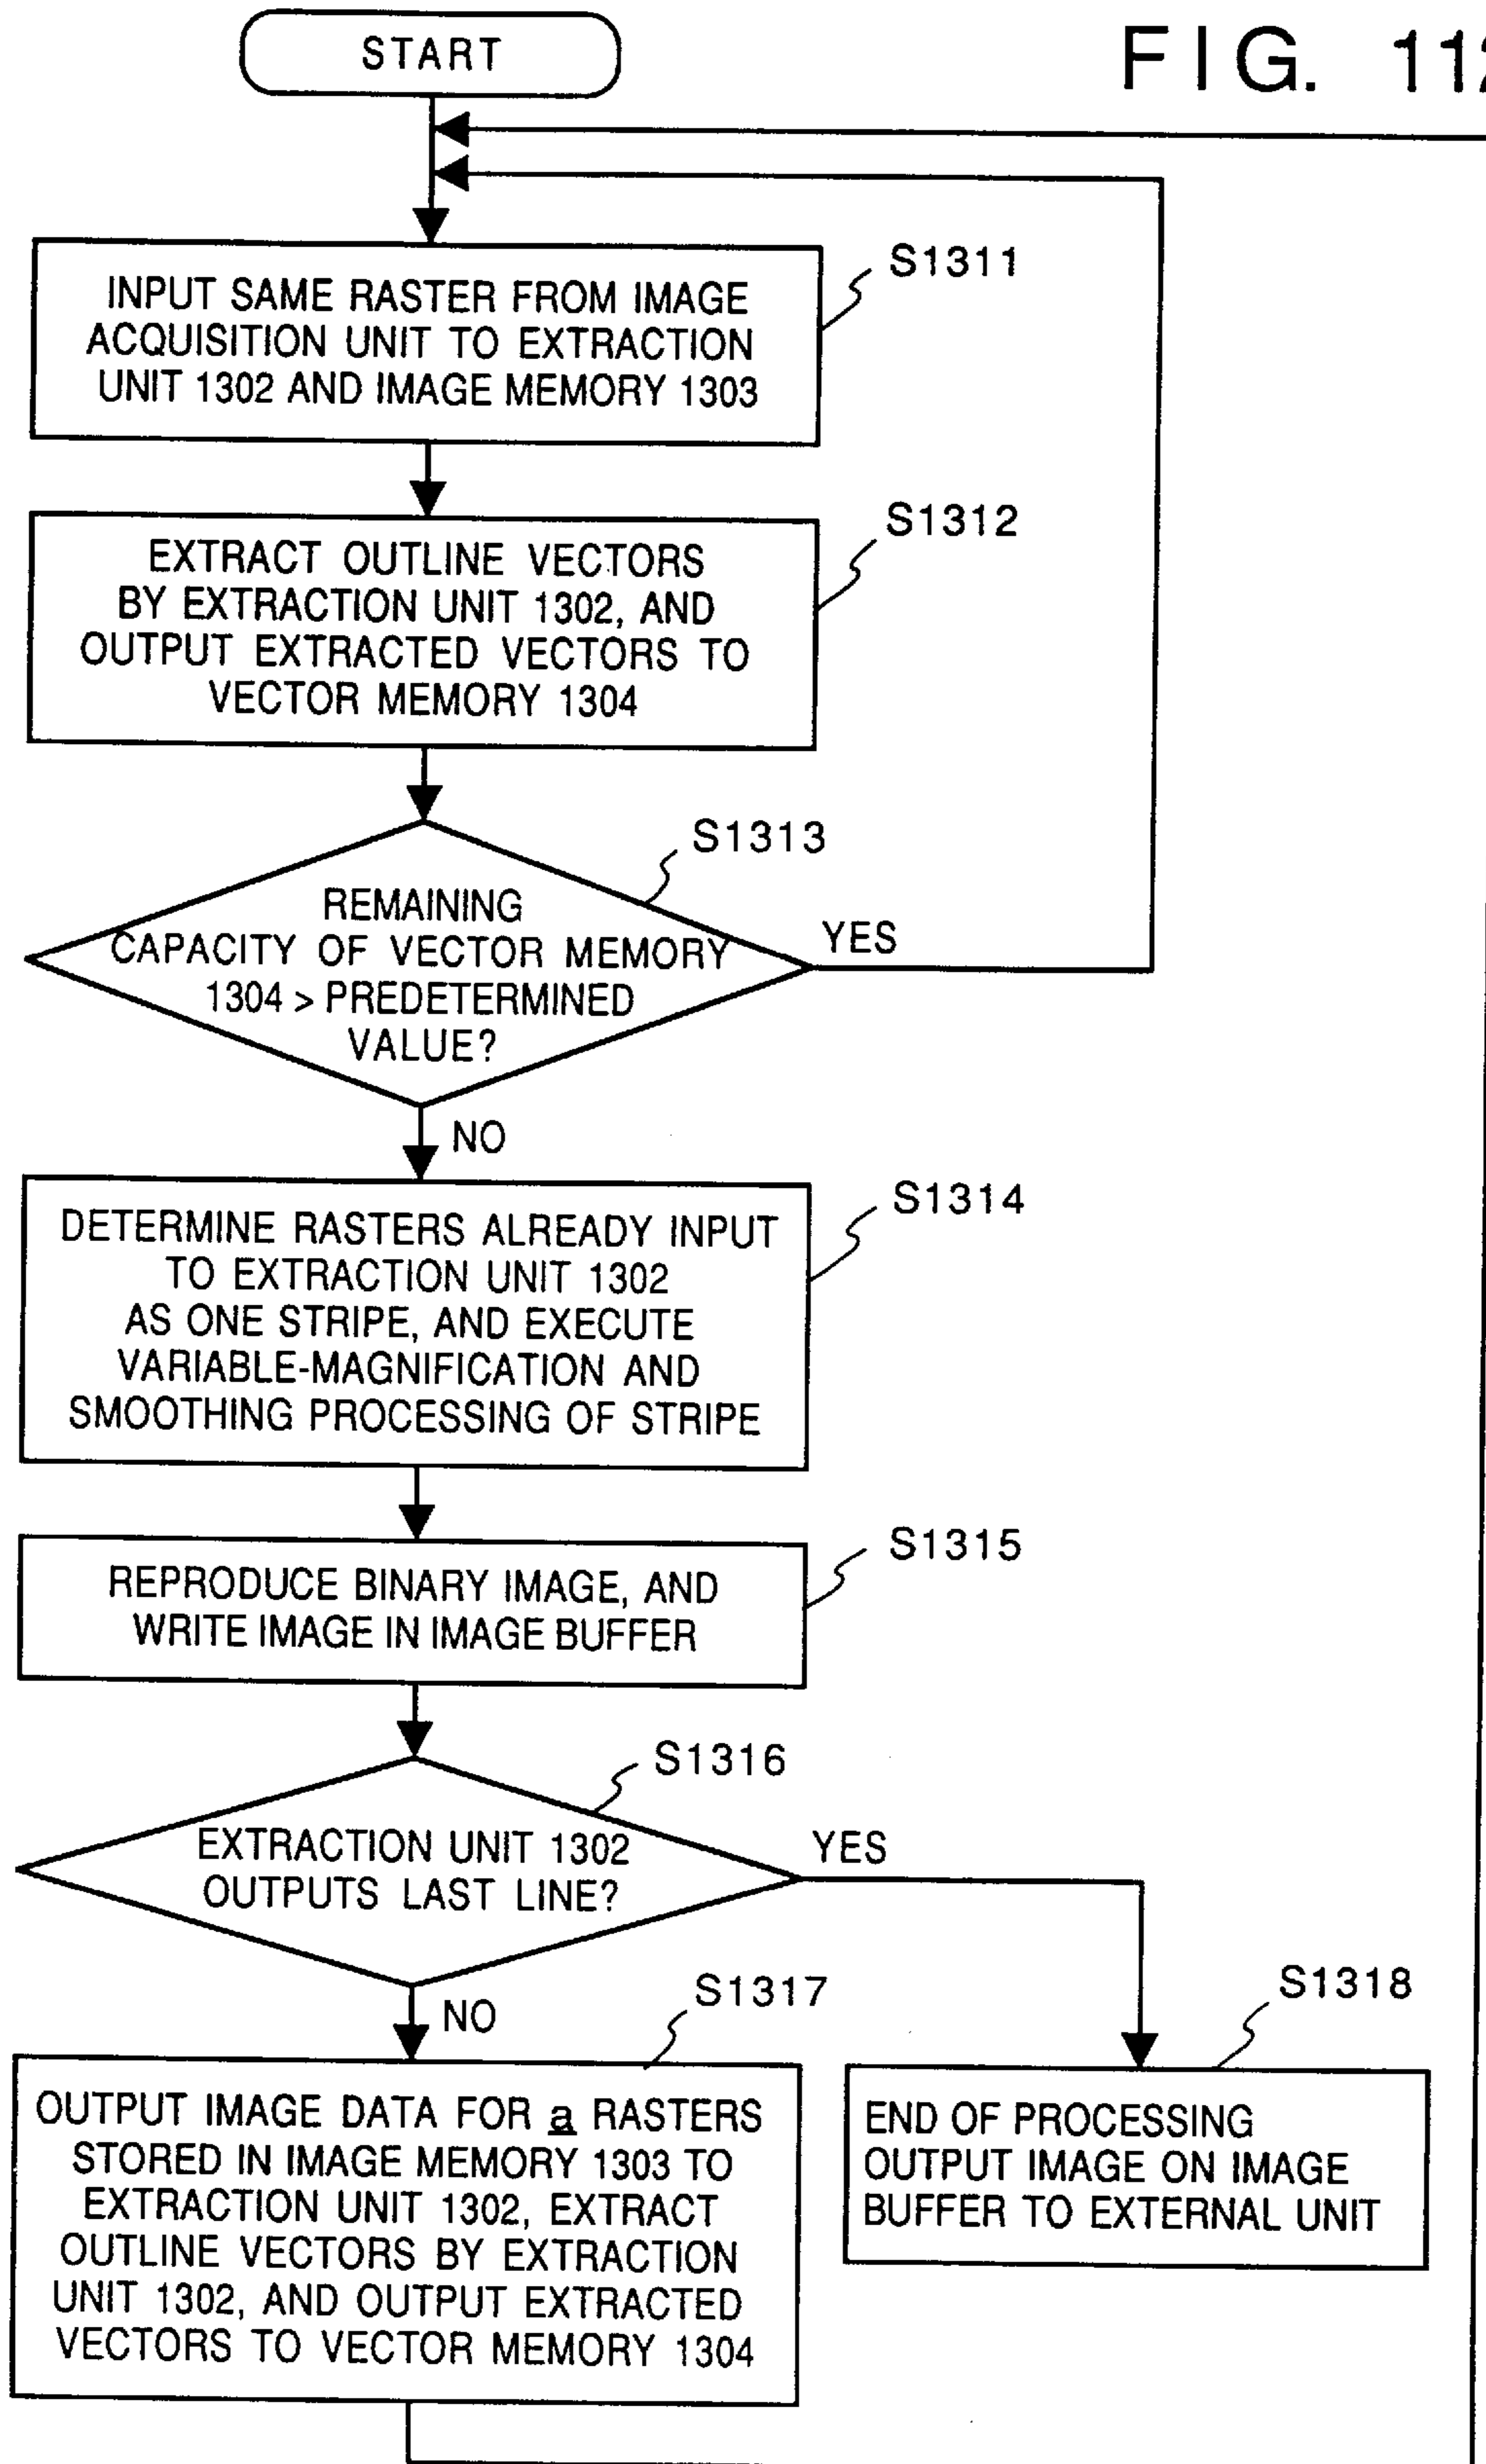 START
FIG. 112
S1311
INPUT SAME RASTER FROM IMAGE
ACQUISITION UNIT TO EXTRACTION
UNIT 1302 AND IMAGE MEMORY 1303
S1312
EXTRACT OUTLINE VECTORS
BY EXTRACTION UNIT 1302, AND
OUTPUT EXTRACTED VECTORS TO
VECTOR MEMORY 1304
S1313
REMAINING
CAPACITY OF VECTOR MEMORY
1304 > PREDETERMINED
VALUE?
YES
NO
S1314
DETERMINE RASTERS ALREADY INPUT
TO EXTRACTION UNIT 1302
AS ONE STRIPE, AND EXECUTE
VARIABLE-MAGNIFICATION AND
SMOOTHING PROCESSING OF STRIPE
S1315
REPRODUCE BINARY IMAGE, AND
WRITE IMAGE IN IMAGE BUFFER
S1316
EXTRACTION UNIT 1302
OUTPUTS LAST LINE?
YES
NO
S1317
OUTPUT IMAGE DATA FOR a RASTERS
STORED IN IMAGE MEMORY 1303 TO
EXTRACTION UNIT 1302, EXTRACT
OUTLINE VECTORS BY EXTRACTION
UNIT 1302, AND OUTPUT EXTRACTED
VECTORS TO VECTOR MEMORY 1304
S1318
END OF PROCESSING
OUTPUT IMAGE ON IMAGE
BUFFER TO EXTERNAL UNIT